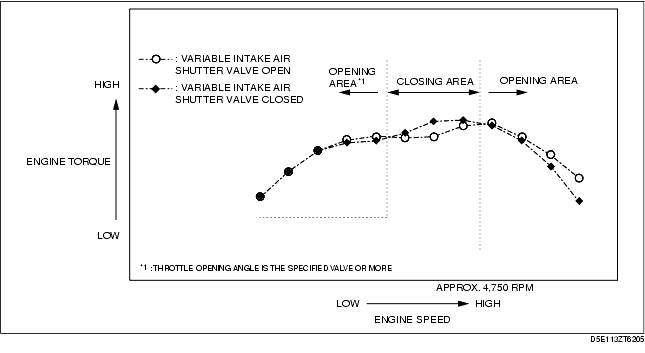 : VARIABLE INTAKE AIR
SHUTTER VALVE OPEN
: VARIABLE INTAKE AIR
SHUTTER VALVE CLOSED
OPENING
AREA*1
CLOSING AREA
OPENING AREA
HIGH
ENGINE TORQUE
LOW
*1 : THROTTLE OPENING ANGLE IS THE SPECIFIED VALVE OR MORE
APPROX. 4,750 RPM
LOW
HIGH
ENGINE SPEED
D5E113ZT6205